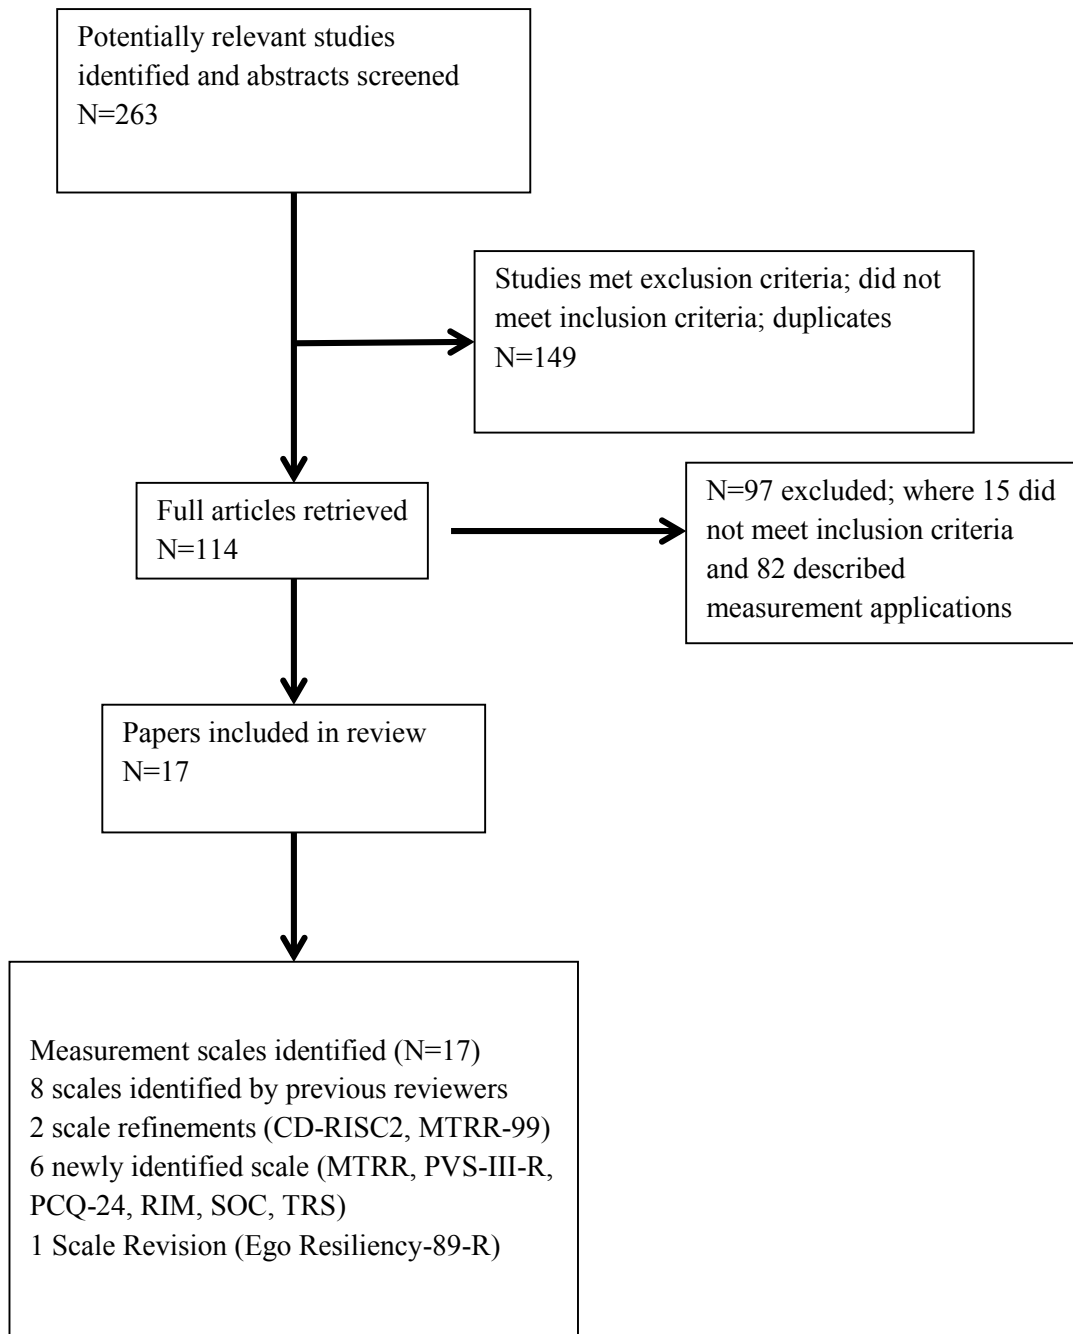 Potentially relevant studies
identified and abstracts screened
N=263
Studies met exclusion criteria; did not
meet inclusion criteria; duplicates
N=149
Full articles retrieved
N=114
N=97 excluded; where 15 did
not meet inclusion criteria
and 82 described
measurement applications
Papers included in review
N=17
Measurement scales identified (N=17)
8 scales identified by previous reviewers
2 scale refinements (CD-RISC2, MTRR-99)
6 newly identified scale (MTRR, PVS-III-R,
PCQ-24, RIM, SOC, TRS)
1 Scale Revision (Ego Resiliency-89-R)